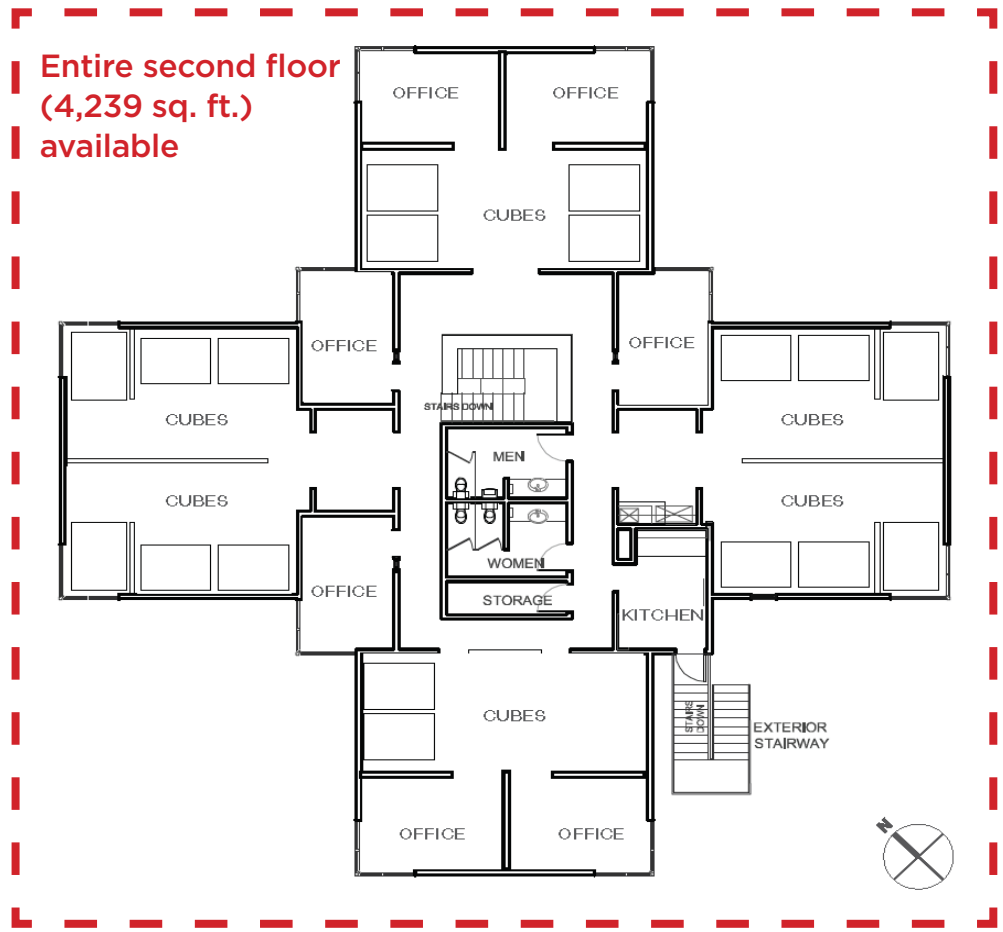 Entire second floor
(4,239 sq. ft.)
available
OFFICE
OFFICE
CUBES
OFFICE
OFFICE
STAIRS DOWN
CUBES
CUBES
MEN
CUBES
CUBES
WOMEN
OFFICE
STORAGE
KITCHEN
CUBES
STAIRS
DOWN
EXTERIOR
STAIRWAY
OFFICE
OFFICE
N